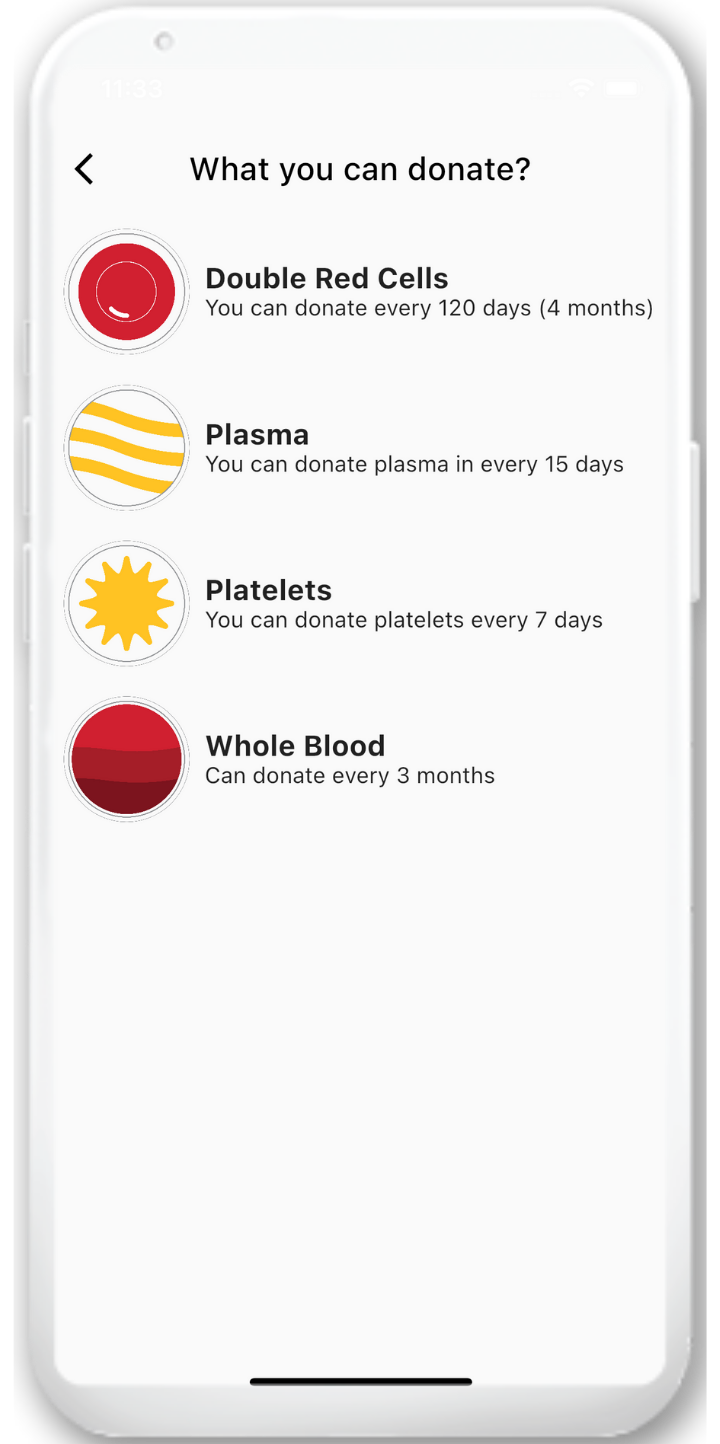 11:33
What you can donate?
Double Red Cells
You can donate every 120 days (4 months)
Plasma
You can donate plasma in every 15 days
Platelets
You can donate platelets every 7 days
Whole Blood
Can donate every 3 months